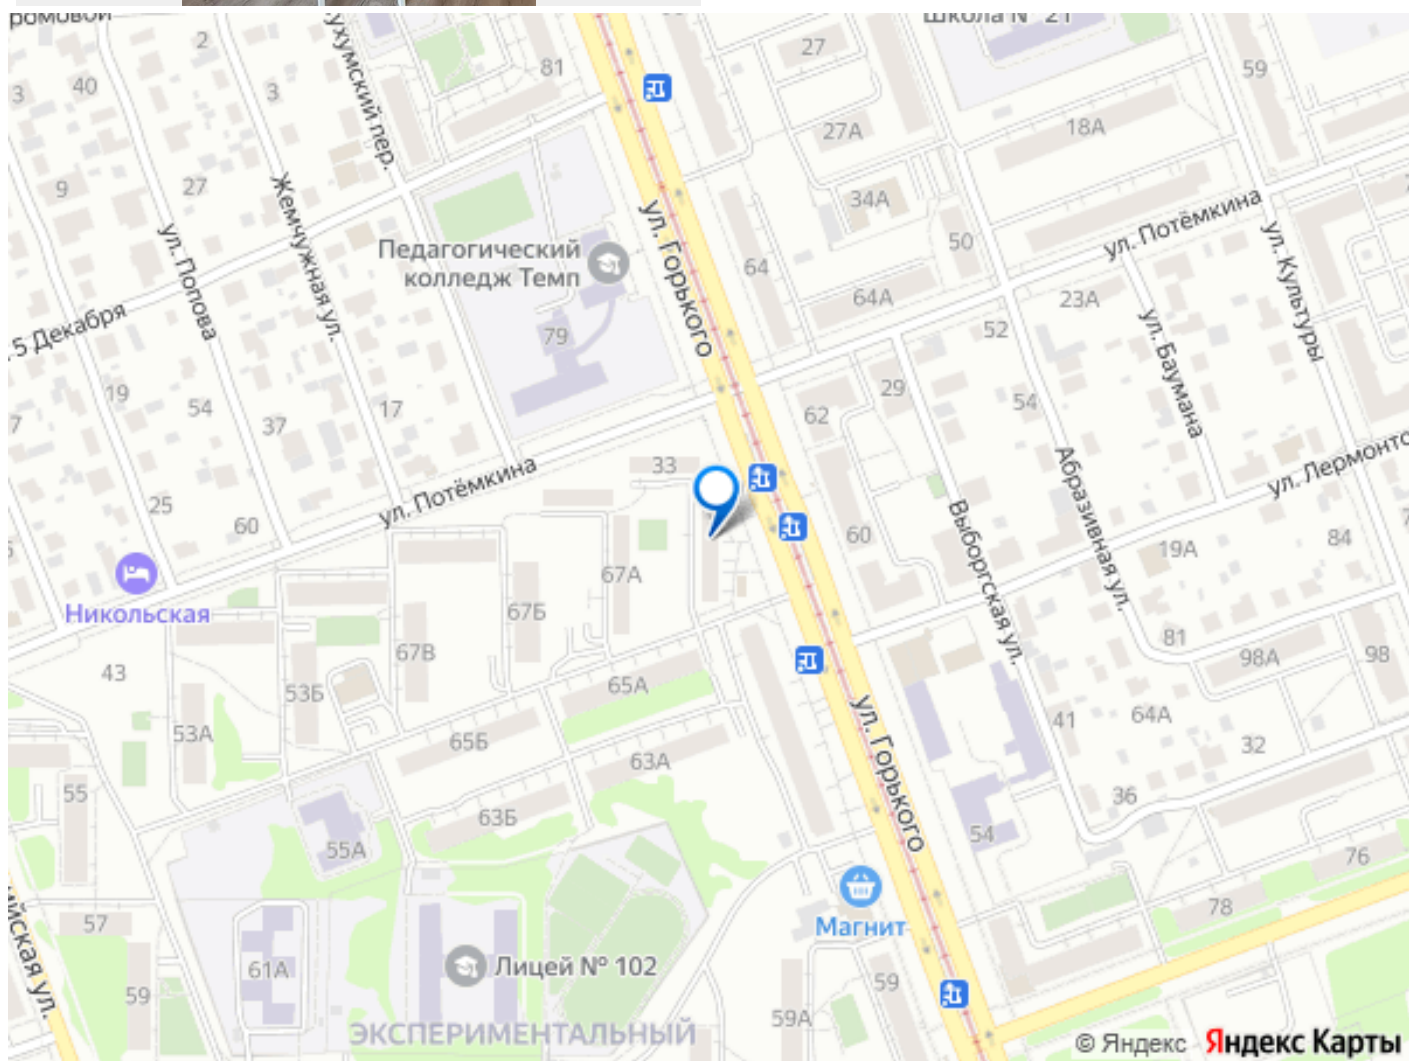 ромовой
2
ухумский пер.
81
27
Школа № 21
59
3
40
3
27А
18А
9
27
Жемчужная ул.
ул. Попова
Педагогический
колледж Темп
ул. Горького
34А
50
ул. Потёмкина
64
64А
23А
ул. Культуры
5 Декабря
79
52
ул. Баумана
19
54
37
17
62
29
54
7
33
ул. Потёмкина
Абразивная ул.
ул. Лермонто
25
60
60
Выборгская ул.
19А
84
Никольская
67А
67Б
67В
81
98А
98
43
53Б
65А
53А
65Б
63А
ул. Горького
41
64А
32
55
63Б
36
54
55А
76
Магнит
78
йская ул.
57
61А
Лицей № 102
59
59А
59
ЭКСПЕРИМЕНТАЛЬНЫЙ
© Яндекс Яндекс Карты